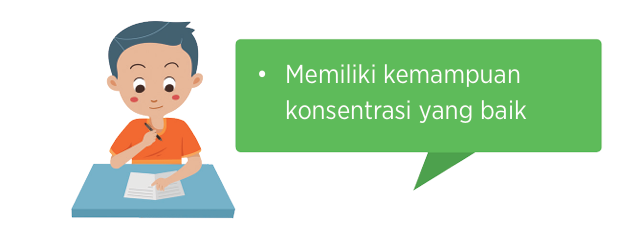 • Memiliki kemampuan
konsentrasi yang baik